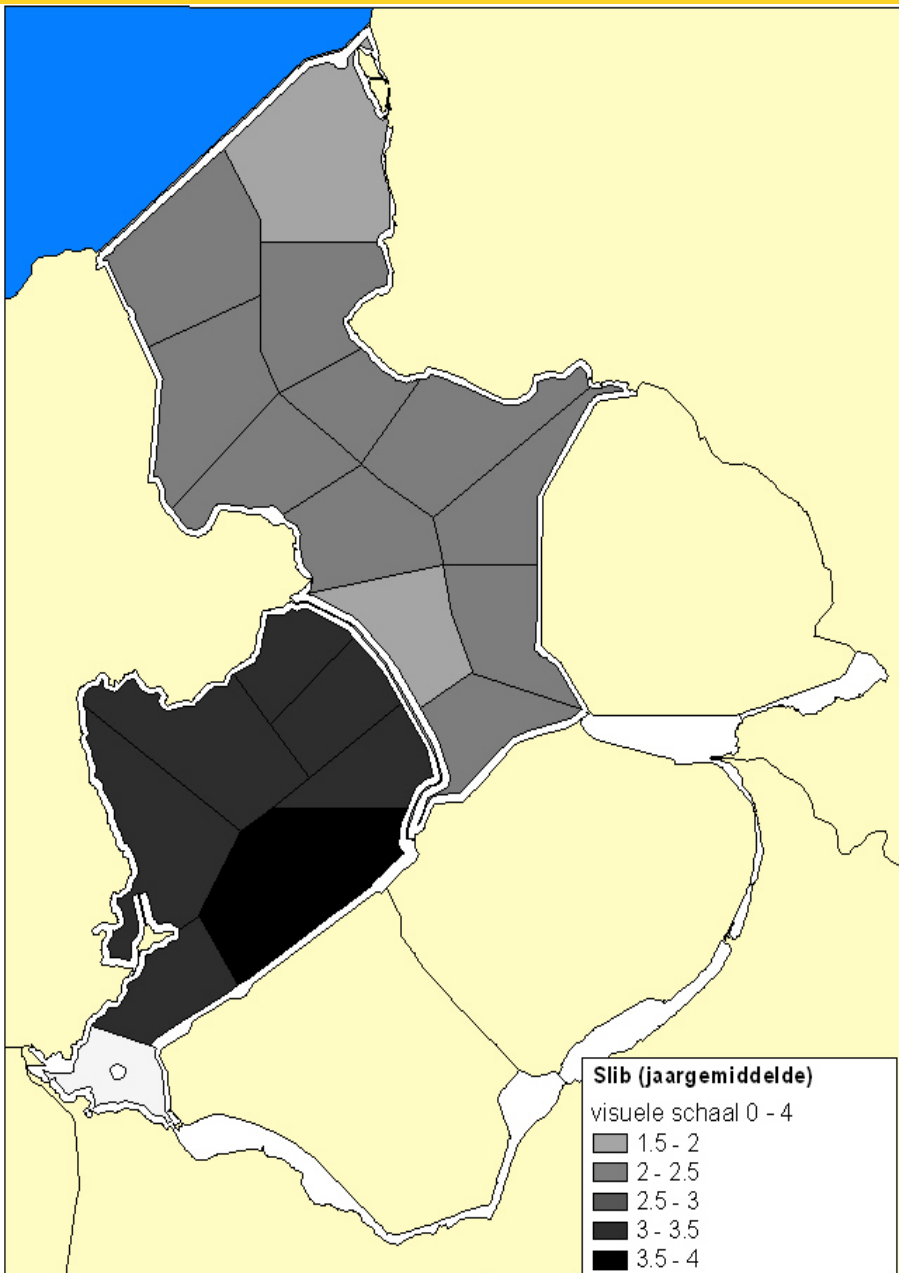 Slib (jaargemiddelde)
visuele schaal 0 - 4
1.5 - 2
2 - 2.5
2.5 - 3
3 - 3.5
3.5 - 4